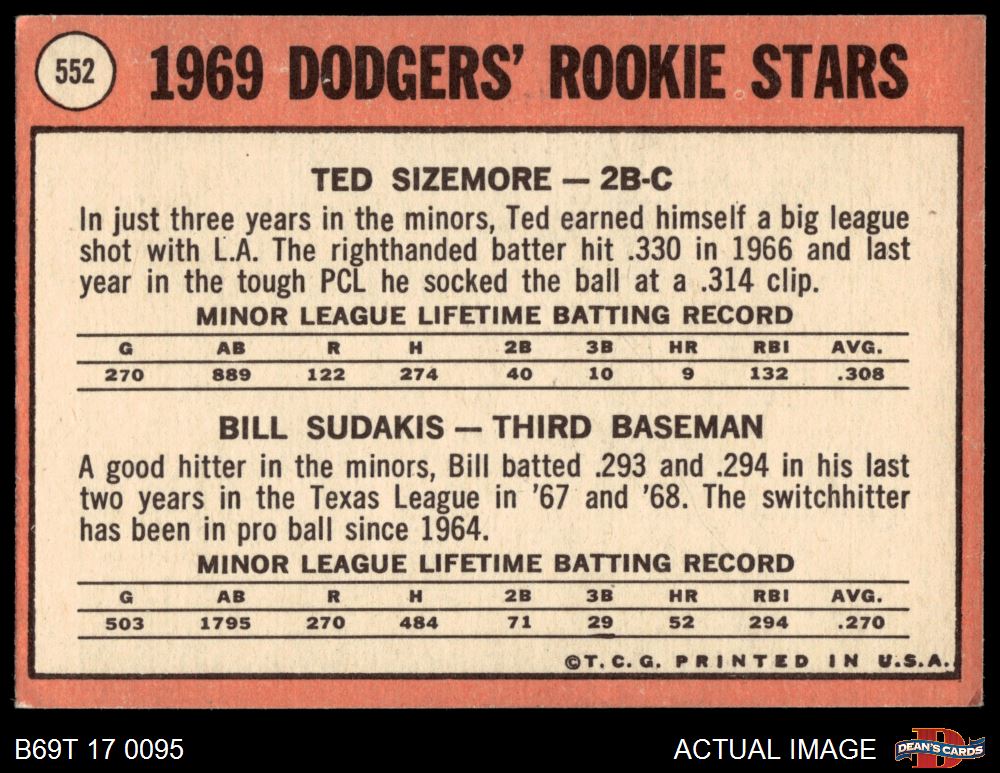 552
1969 DODGERS' ROOKIE STARS
TED SIZEMORE — 2B-C
In just three years in the minors, Ted earned himself a big league
shot with L.A. The righthanded batter hit .330 in 1966 and last
year in the tough PCL he socked the ball at a .314 clip.
MINOR LEAGUE LIFETIME BATTING RECORD
G AB R H 2B 3B HR RBI AVG.
270 889 122 274 40 10 9 132 .308
BILL SUDAKIS — THIRD BASEMAN
A good hitter in the minors, Bill batted .293 and .294 in his last
two years in the Texas League in '67 and '68. The switchhitter
has been in pro ball since 1964.
MINOR LEAGUE LIFETIME BATTING RECORD
G AB R H 2B 3B HR RBI AVG.
503 1795 270 484 71 29 52 294 .270
©T.C.G. PRINTED IN U.S.A.
B69T 17 0095
ACTUAL IMAGE
D
DEAN'S CARDS